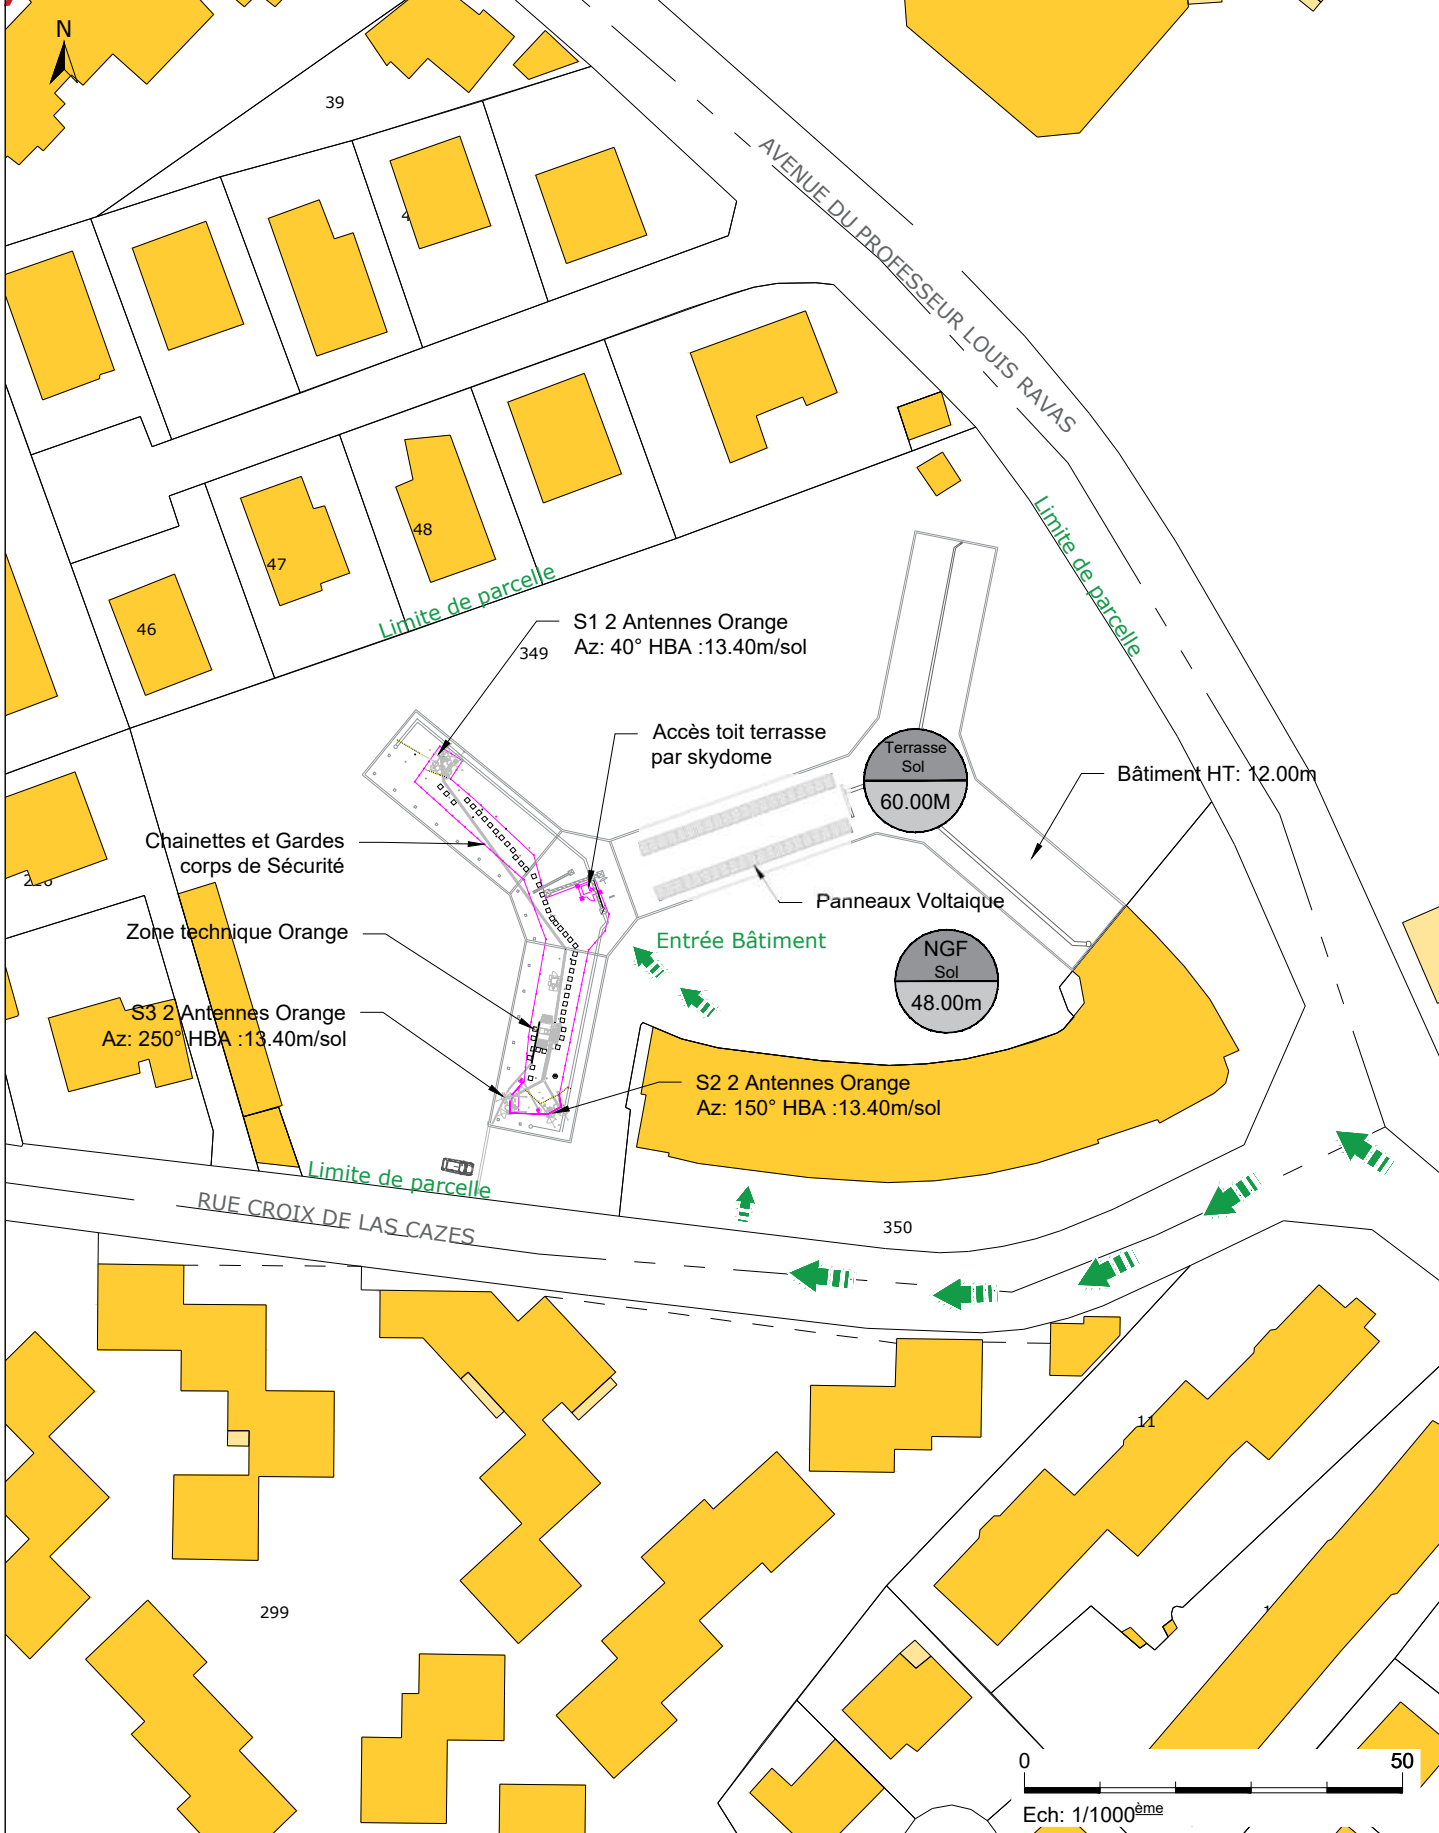 N
39
AVENUE DU PROFESSEUR LOUIS RAVAS
48
47
46
Limite de parcelle
Limite de parcelle
S1 2 Antennes Orange
Az: 40° HBA :13.40m/sol
349
Accès toit terrasse
par skydome
Terrasse
Sol
60.00M
Bâtiment HT: 12.00m
Chainettes et Gardes
corps de Sécurité
Panneaux Voltaique
Zone technique Orange
Entrée Bâtiment
NGF
Sol
48.00m
S3 2 Antennes Orange
Az: 250° HBA :13.40m/sol
S2 2 Antennes Orange
Az: 150° HBA :13.40m/sol
Limite de parcelle
RUE CROIX DE LAS CAZES
350
11
299
0 50
Ech: 1/1000ème